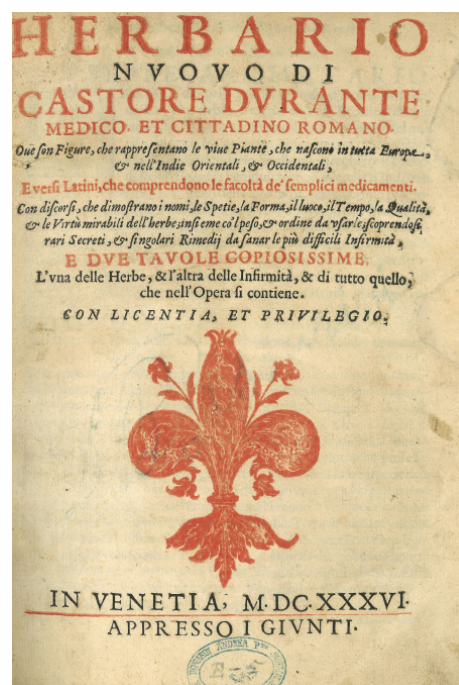 HERBARIO
NVOVO DI
CASTORE DVRANTE
MEDICO. ET CITTADINO ROMANO.
Oue son Figure, che rappresentano le viue Piante, che nascono in tutta Europa,
& nell'Indie Orientali, & Occidentali,
E versi Latini, che comprendono le facoltà de' semplici medicamenti.
Con discorsi, che dimostrano i nomi, le Spetie, la Forma, il luoco, il Tempo, la Qualità,
& le Virtù mirabili dell'herbe, insieme co'l peso, & ordine da vsarle, scoprendosi
rari Secreti, & singolari Rimedij da sanar le più difficili Infirmità,
E DVE TAVOLE COPIOSISSIME,
L'vna delle Herbe, & l'altra delle Infirmità, & di tutto quello,
che nell'Opera si contiene.
CON LICENTIA, ET PRIVILEGIO.
IN VENETIA, M.DC.XXXVI.
APPRESSO I GIVNTI.
ANDREA
E